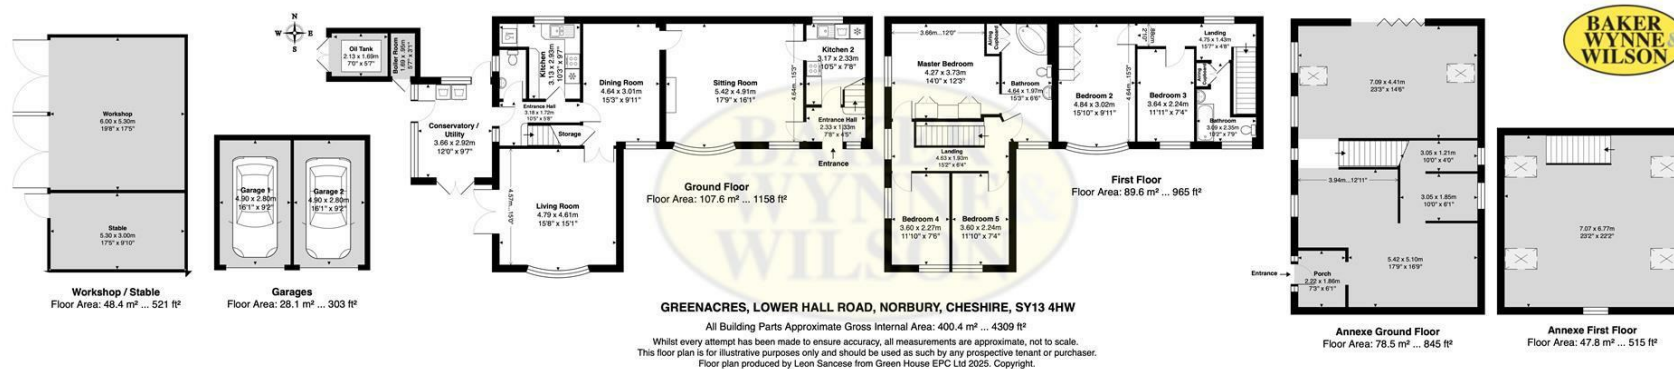 BAKER
WYNNE &
WILSON
N
W E
S
Oil Tank
2.13 x 1.69m
7'0" x 5'7"
Boiler Room
Workshop
6.00 x 5.30m
19'8" x 17'5"
Stable
5.30 x 3.00m
17'5" x 9'10"
Workshop / Stable
Floor Area: 48.4 m² ... 521 ft²
Garage 1
4.90 x 2.80m
16'1" x 9'2"
Garage 2
4.90 x 2.80m
16'1" x 9'2"
Garages
Floor Area: 28.1 m² ... 303 ft²
Conservatory /
Utility
3.66 x 2.92m
12'0" x 9'7"
Kitchen
3.13 x 2.93m
10'3" x 9'7"
Entrance Hall
3.18 x 1.72m
10'5" x 5'8"
Storage
Dining Room
4.64 x 3.01m
15'3" x 9'11"
Sitting Room
5.42 x 4.91m
17'9" x 16'1"
4.64m...15'3"
Kitchen 2
3.17 x 2.33m
10'5" x 7'8"
Entrance Hall
2.33 x 1.33m
7'8" x 4'5"
Entrance
Living Room
4.79 x 4.61m
15'8" x 15'1"
4.57m...15'0"
Ground Floor
Floor Area: 107.6 m² ... 1158 ft²
3.66m...12'0"
Airing
Cupboard
Master Bedroom
4.27 x 3.73m
14'0" x 12'3"
Bathroom
4.64 x 1.97m
15'3" x 6'6"
Landing
4.63 x 1.93m
15'2" x 6'4"
Bedroom 4
3.60 x 2.27m
11'10" x 7'6"
Bedroom 5
3.60 x 2.24m
11'10" x 7'4"
Bedroom 2
4.84 x 3.02m
15'10" x 9'11"
4.64m...15'3"
.88m
2'10"
Bedroom 3
3.64 x 2.24m
11'11" x 7'4"
Landing
4.75 x 1.43m
15'7" x 4'8"
Bathroom
3.09 x 2.35m
10'2" x 7'9"
First Floor
Floor Area: 89.6 m² ... 965 ft²
7.09 x 4.41m
23'3" x 14'6"
3.05 x 1.21m
10'0" x 4'0"
3.94m...12'11"
3.05 x 1.85m
10'0" x 6'1"
5.42 x 5.10m
17'9" x 16'9"
Entrance
Porch
2.22 x 1.86m
7'3" x 6'1"
Annexe Ground Floor
Floor Area: 78.5 m² ... 845 ft²
7.07 x 6.77m
23'2" x 22'2"
Annexe First Floor
Floor Area: 47.8 m² ... 515 ft²
BAKER
WYNNE &
WILSON
GREENACRES, LOWER HALL ROAD, NORBURY, CHESHIRE, SY13 4HW
All Building Parts Approximate Gross Internal Area: 400.4 m² ... 4309 ft²
Whilst every attempt has been made to ensure accuracy, all measurements are approximate, not to scale.
This floor plan is for illustrative purposes only and should be used as such by any prospective tenant or purchaser.
Floor plan produced by Leon Sancese from Green House EPC Ltd 2025. Copyright.